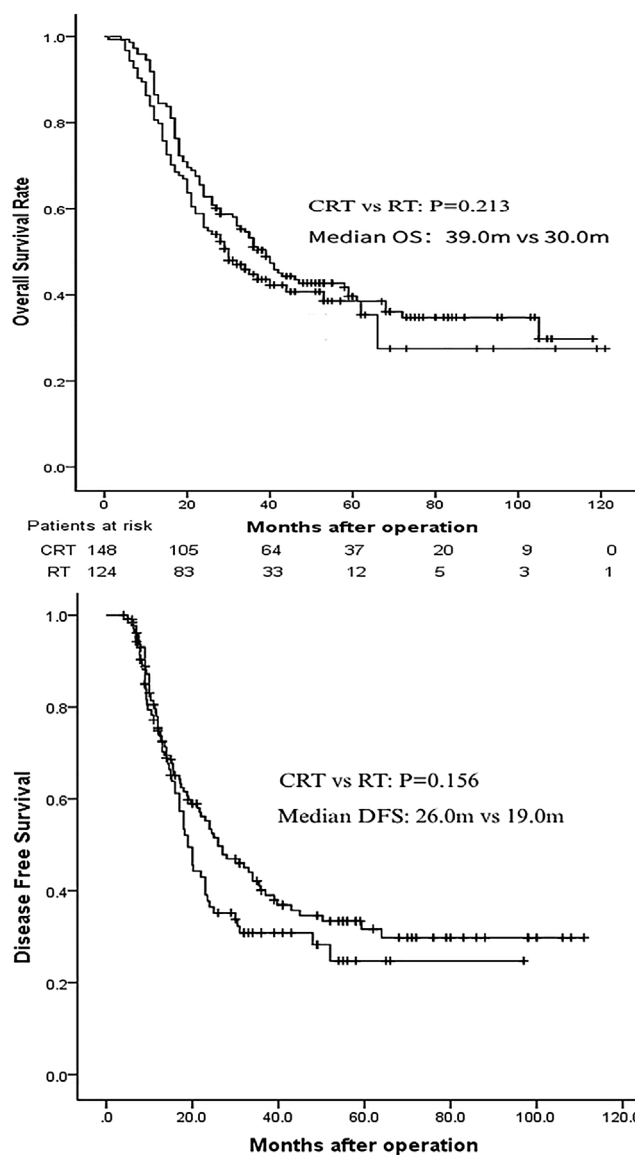 Overall Survival Rate
1.0
0.8
0.6
0.4
0.2
0.0
CRT vs RT: P=0.213
Median OS: 39.0m vs 30.0m
0 20 40 60 80 100 120
Patients at risk
Months after operation
CRT 148 105 64 37 20 9 0
RT 124 83 33 12 5 3 1
Disease Free Survival
1.0
0.8
0.6
0.4
0.2
0.0
CRT vs RT: P=0.156
Median DFS: 26.0m vs 19.0m
.0 20.0 40.0 60.0 80.0 100.0 120.0
Months after operation